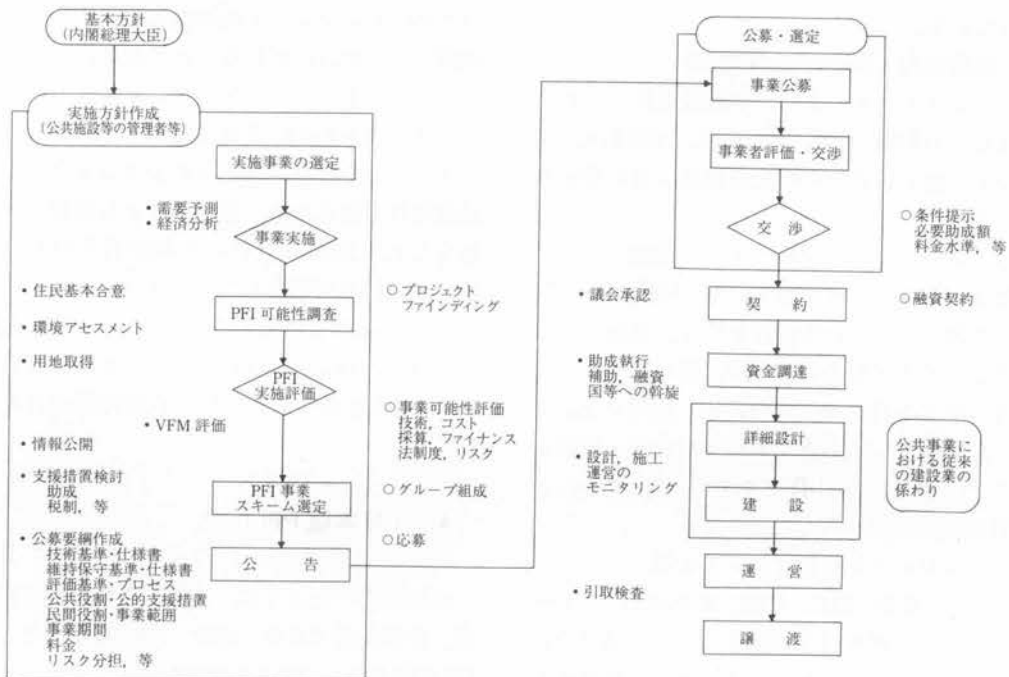 基本方針
(内閣総理大臣)
実施方針作成
(公共施設等の管理者等)
実施事業の選定
・需要予測
・経済分析
事業実施
・住民基本合意
○プロジェクト
ファインディング
PFI 可能性調査
・環境アセスメント
・用地取得
PFI
実施評価
・VFM 評価
○事業可能性評価
技術，コスト
採算，ファイナンス
法制度，リスク
・情報公開
・支援措置検討
助成
税制，等
PFI 事業
スキーム選定
○グループ組成
・公募要綱作成
技術基準・仕様書
維持保守基準・仕様書
評価基準・プロセス
公共役割・公的支援措置
民間役割・事業範囲
事業期間
料金
リスク分担，等
公　告
○応募
公募・選定
事業公募
事業者評価・交渉
交　渉
○条件提示
必要助成額
料金水準，等
・議会承認
契　約
○融資契約
・助成執行
補助，融資
国等への斡旋
資金調達
詳細設計
・設計，施工
運営の
モニタリング
建　設
公共事業に
おける従来
の建設業の
係わり
運　営
・引取検査
譲　渡